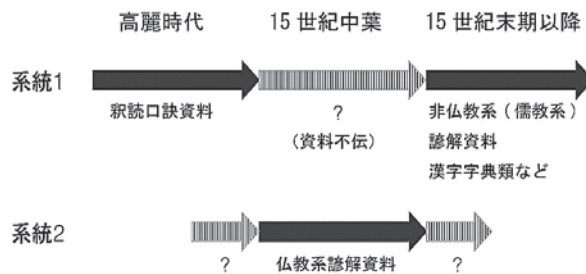 高麗時代 15 世紀中葉 15 世紀末期以降
系統1
釈読口訣資料 ? 非仏教系 ( 儒教系 )
(資料不伝) 諺解資料
漢字字典類など
系統2
? 仏教系諺解資料 ?